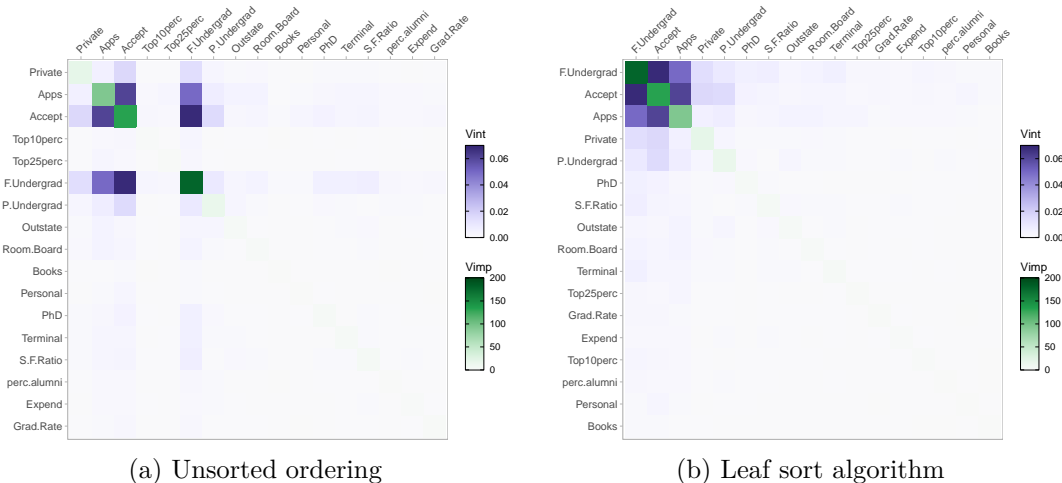 Private
Apps
Accept
Top10perc
Top25perc
F.Undergrad
P.Undergrad
Outstate
Room.Board
Books
Personal
PhD
Terminal
S.F.Ratio
perc.alumni
Expend
Grad.Rate
Private
Apps
Accept
Top10perc
Top25perc
F.Undergrad
P.Undergrad
Outstate
Room.Board
Books
Personal
PhD
Terminal
S.F.Ratio
perc.alumni
Expend
Grad.Rate
Vint
0.06
0.04
0.02
0.00
Vimp
200
150
100
50
0
(a) Unsorted ordering
F.Undergrad
Accept
Apps
Private
P.Undergrad
PhD
S.F.Ratio
Outstate
Room.Board
Terminal
Top25perc
Grad.Rate
Expend
Top10perc
perc.alumni
Personal
Books
F.Undergrad
Accept
Apps
Private
P.Undergrad
PhD
S.F.Ratio
Outstate
Room.Board
Terminal
Top25perc
Grad.Rate
Expend
Top10perc
perc.alumni
Personal
Books
Vint
0.06
0.04
0.02
0.00
Vimp
200
150
100
50
0
(b) Leaf sort algorithm